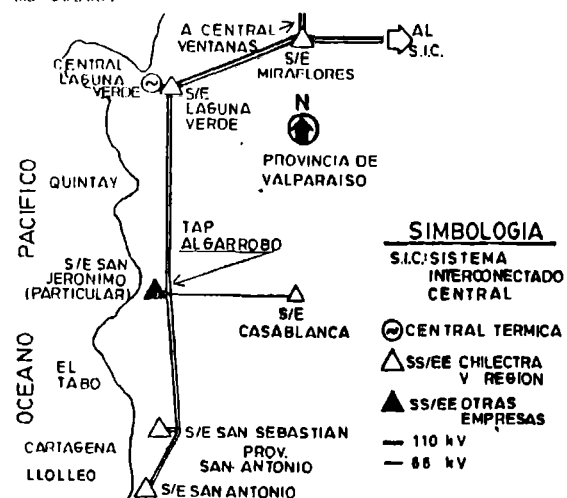 A CENTRAL
VENTANAS
AL
S.I.C.
S/E
MIRAFLORES
CENTRAL
LAGUNA
VERDE
S/E
LAGUNA
VERDE
N
PROVINCIA DE
VALPARAISO
QUINTAY
OCEANO PACIFICO
TAP
ALGARROBO
S/E SAN
JERONIMO
(PARTICULAR)
S/E
CASABLANCA
EL
TABO
S/E SAN SEBASTIAN
PROV.
SAN ANTONIO
CARTAGENA
LLOLLEO
S/E SAN ANTONIO
SIMBOLOGIA
S.I.C.: SISTEMA
INTERCONECTADO
CENTRAL
CENTRAL TERMICA
SS/EE CHILECTRA
V REGION
SS/EE OTRAS
EMPRESAS
110 kV
66 kV